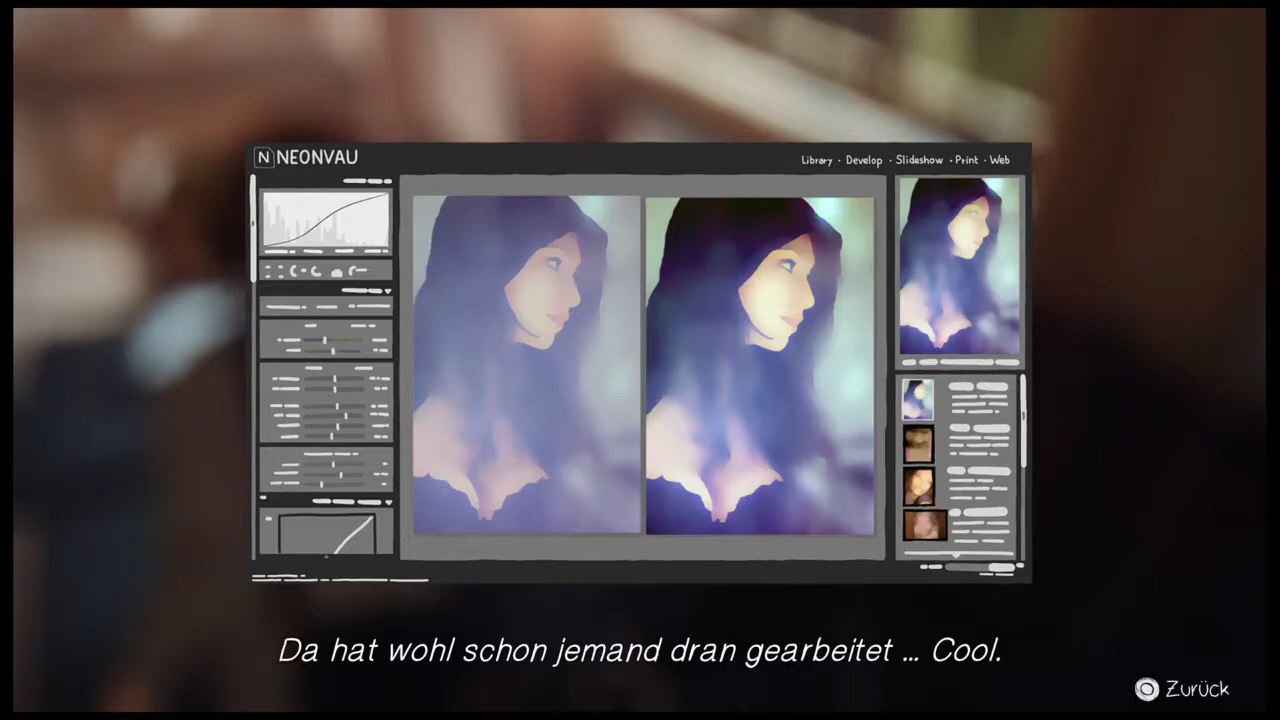 N NEONVAU
Library · Develop · Slideshow · Print · Web
Da hat wohl schon jemand dran gearbeitet ... Cool.
Zurück